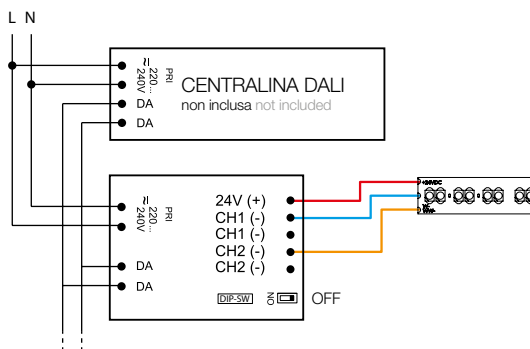 L N
PRI
220...
240V
CENTRALINA DALI
non inclusa not included
DA
DA
PRI
220...
240V
24V (+)
CH1 (-)
CH1 (-)
CH2 (-)
CH2 (-)
DA
DA
DIP-SW
ON
OFF
+24VDC